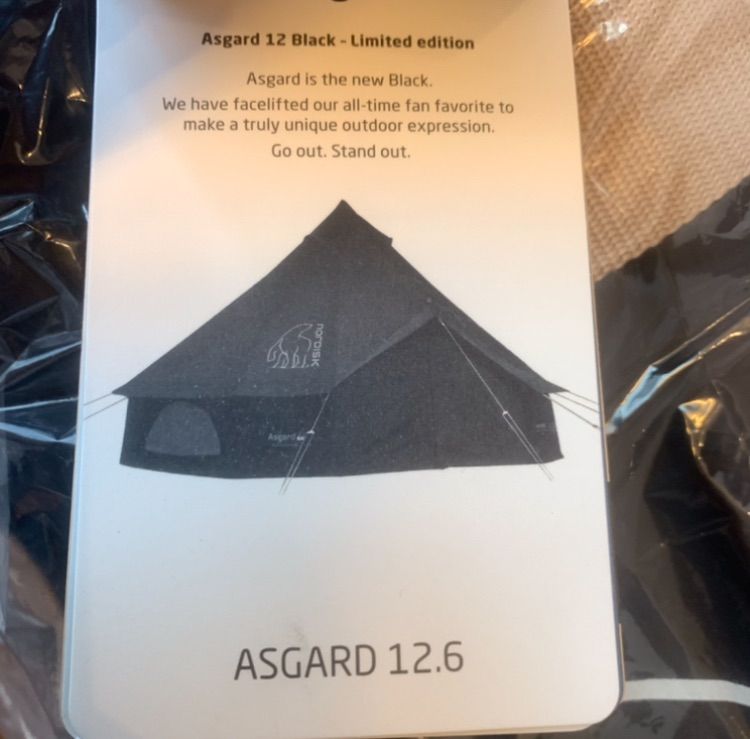 Asgard 12 Black - Limited edition
Asgard is the new Black.
We have facelifted our all-time fan favorite to
make a truly unique outdoor expression.
Go out. Stand out.
NORDISK
Asgard
ASGARD 12.6